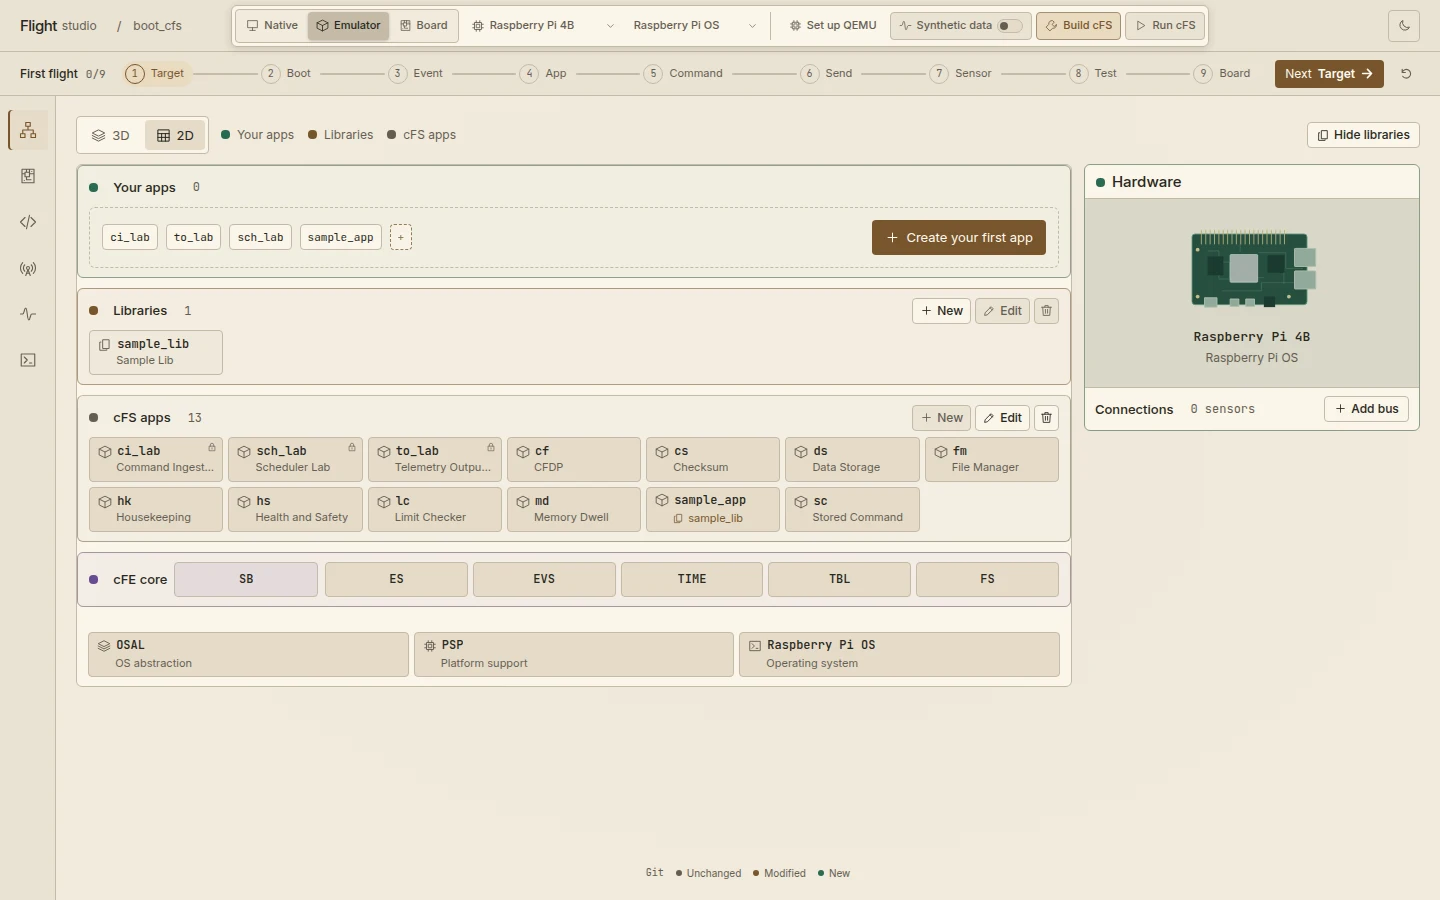 Flight studio / boot_cfs
Native Emulator Board Raspberry Pi 4B Raspberry Pi OS Set up QEMU Synthetic data Build cFS Run cFS
First flight 0/9 1 Target 2 Boot 3 Event 4 App 5 Command 6 Send 7 Sensor 8 Test 9 Board Next Target →
3D 2D Your apps Libraries cFS apps Hide libraries
Your apps 0
ci_lab to_lab sch_lab sample_app + + Create your first app
Libraries 1 + New Edit
sample_lib
Sample Lib
cFS apps 13 + New Edit
ci_lab sch_lab to_lab cf cs ds fm
Command Ingest... Scheduler Lab Telemetry Outpu... CFDP Checksum Data Storage File Manager
hk hs lc md sample_app sc
Housekeeping Health and Safety Limit Checker Memory Dwell sample_lib Stored Command
cFE core SB ES EVS TIME TBL FS
OSAL PSP Raspberry Pi OS
OS abstraction Platform support Operating system
Hardware
Raspberry Pi 4B
Raspberry Pi OS
Connections 0 sensors + Add bus
Git Unchanged Modified New